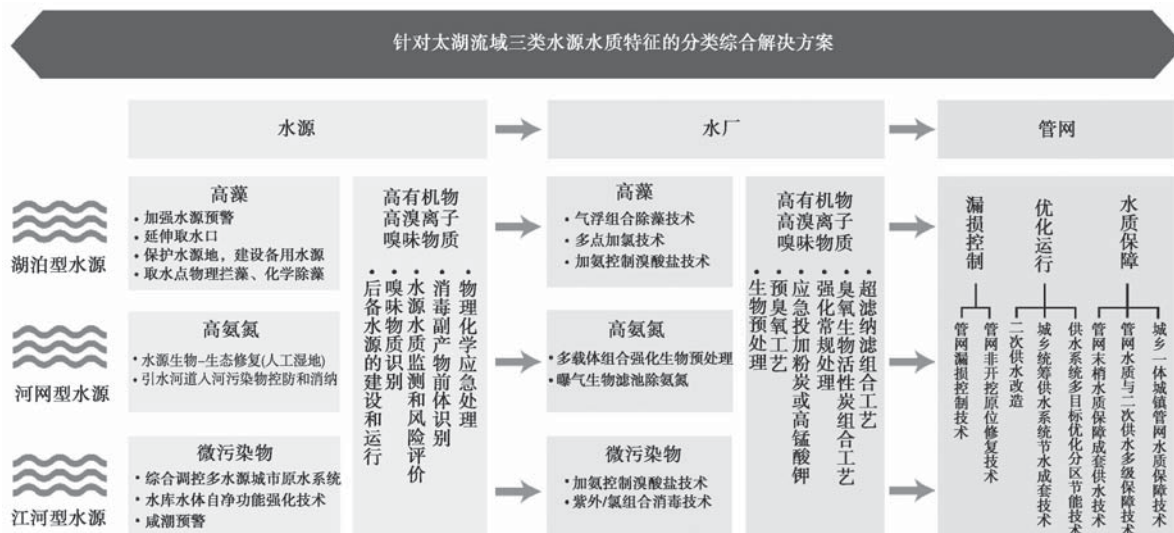 针对太湖流域三类水源水质特征的分类综合解决方案
水源
水厂
管网
湖泊型水源
高藻
• 加强水源预警
• 延伸取水口
• 保护水源地，建设备用水源
• 取水点物理拦藻、化学除藻
河网型水源
高氨氮
• 水源生物-生态修复(人工湿地)
• 引水河道入河污染物控防和消纳
江河型水源
微污染物
• 综合调控多水源城市原水系统
• 水库水体自净功能强化技术
• 咸潮预警
高有机物
高溴离子
嗅味物质
• 物理化学应急处理
• 消毒副产物前体识别
• 水源水质监测和风险评价
• 嗅味物质识别
• 后备水源的建设和运行
高藻
• 气浮组合除藻技术
• 多点加氯技术
• 加氨控制溴酸盐技术
高氨氮
• 多载体组合强化生物预处理
• 曝气生物滤池除氨氮
微污染物
• 加氨控制溴酸盐技术
• 紫外/氯组合消毒技术
高有机物
高溴离子
嗅味物质
• 超滤纳滤组合工艺
• 臭氧生物活性炭组合工艺
• 强化常规处理
• 应急投加粉炭或高锰酸钾
• 预臭氧工艺
• 生物预处理
漏损控制
管网漏损控制技术
管网非开挖原位修复技术
优化运行
二次供水改造
城乡统筹供水系统节水成套技术
供水系统多目标优化分区节能技术
水质保障
管网末梢水质保障成套供水技术
管网水质与二次供水多级保障技术
城乡一体城镇管网水质保障技术